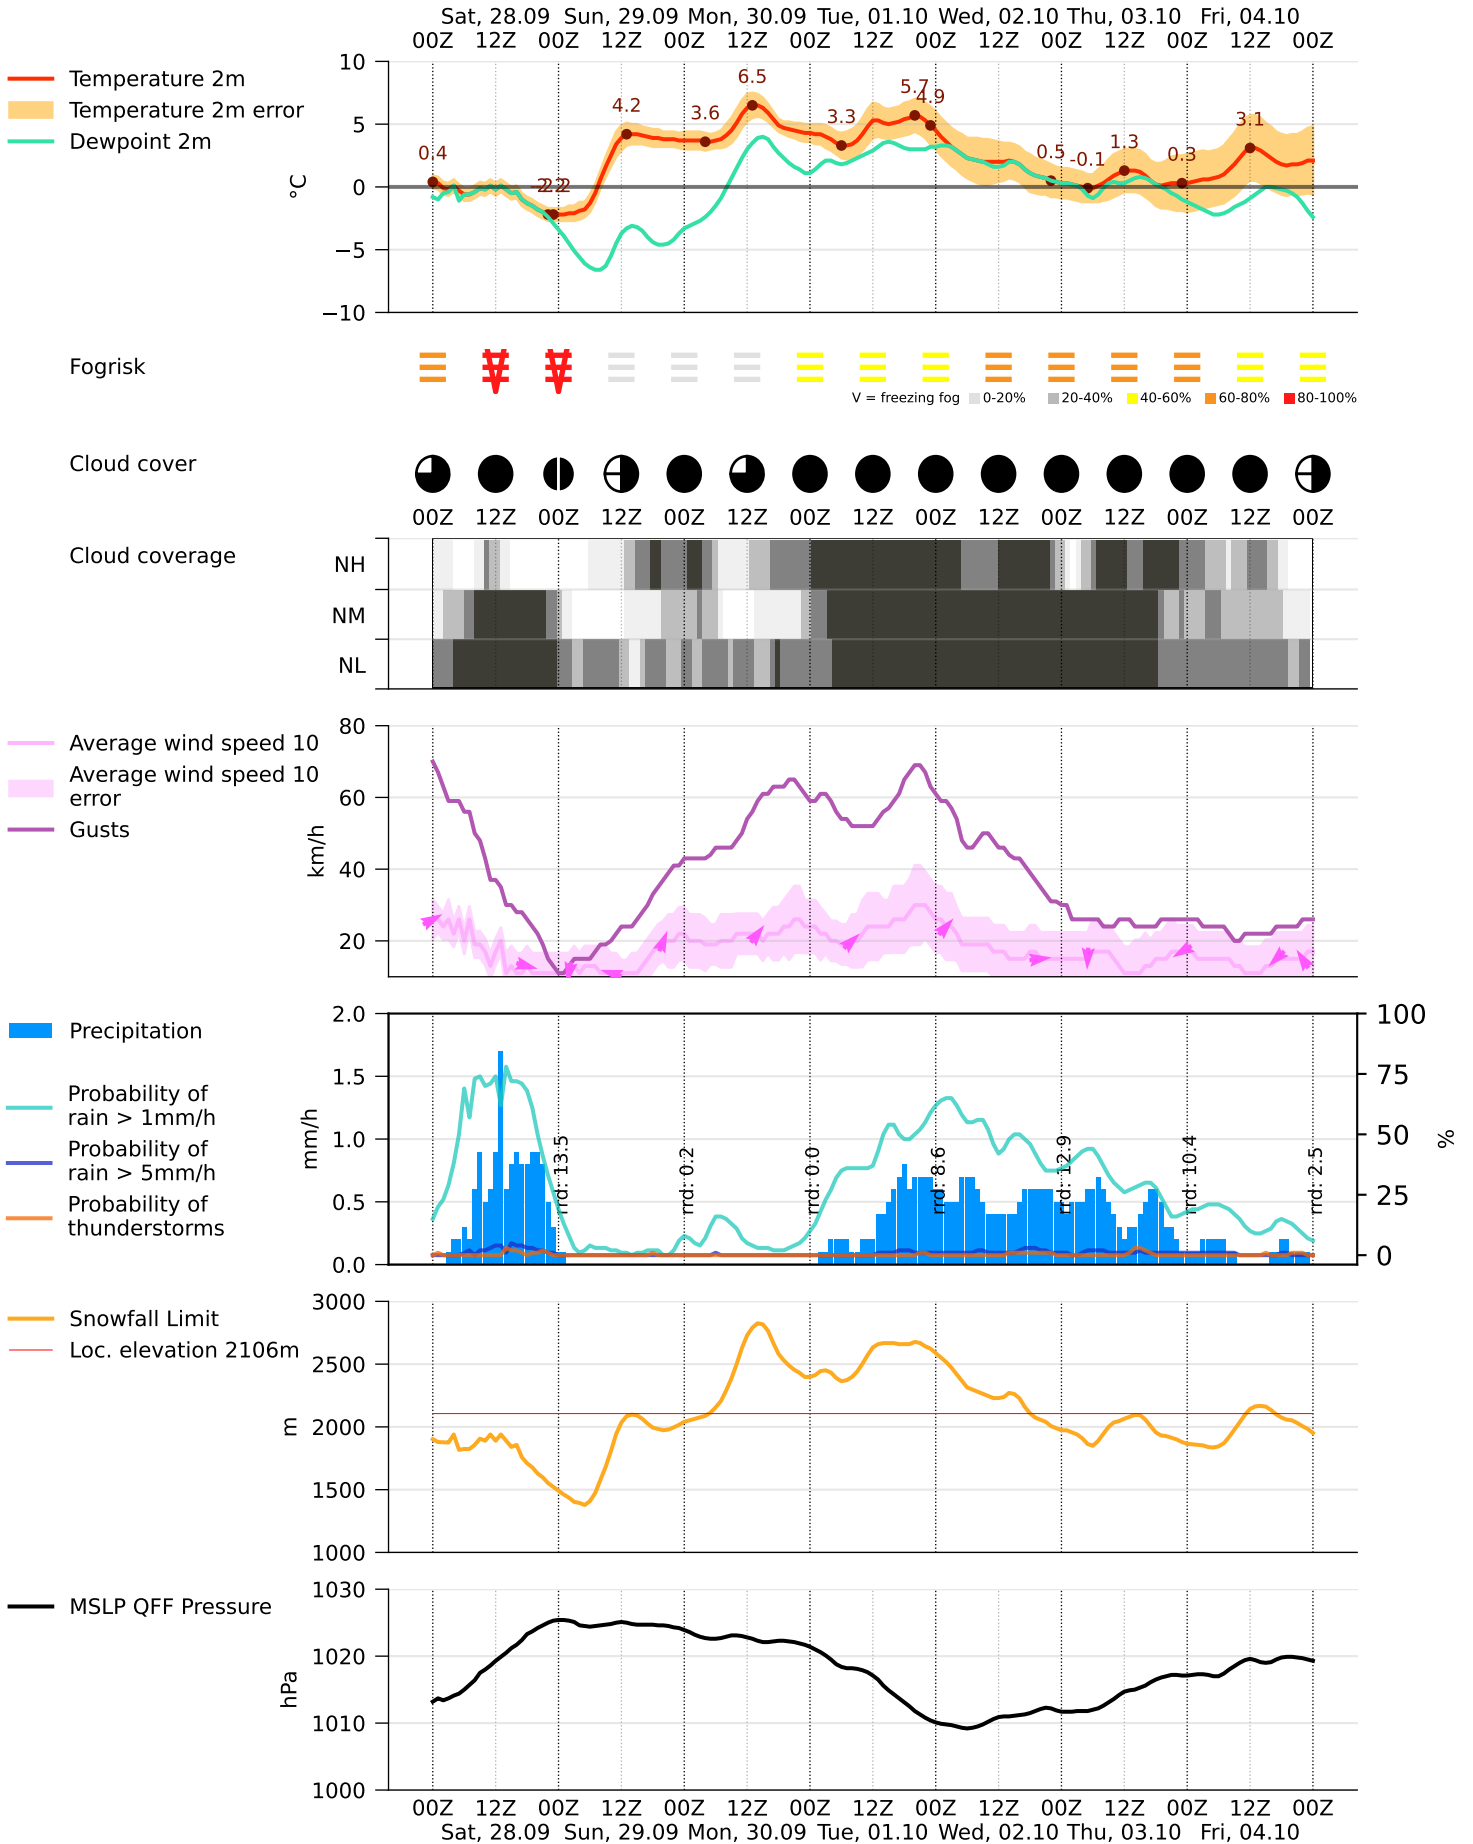 Sat, 28.09 Sun, 29.09 Mon, 30.09 Tue, 01.10 Wed, 02.10 Thu, 03.10 Fri, 04.10
00Z 12Z 00Z 12Z 00Z 12Z 00Z 12Z 00Z 12Z 00Z 12Z 00Z 12Z 00Z
Temperature 2m
Temperature 2m error
Dewpoint 2m
°C
10
5
0
−5
−10
0.4 -2.2 -2.2 4.2 3.6 6.5 3.3 5.7 4.9 0.5 -0.1 1.3 0.3 3.1
Fogrisk
V = freezing fog 0-20% 20-40% 40-60% 60-80% 80-100%
Cloud cover
00Z 12Z 00Z 12Z 00Z 12Z 00Z 12Z 00Z 12Z 00Z 12Z 00Z 12Z 00Z
Cloud coverage
NH
NM
NL
Average wind speed 10
Average wind speed 10
error
Gusts
km/h
80
60
40
20
Precipitation
Probability of
rain > 1mm/h
Probability of
rain > 5mm/h
Probability of
thunderstorms
mm/h
2.0
1.5
1.0
0.5
0.0
rrd: 13.5 rrd: 0.2 rrd: 0.0 rrd: 8.6 rrd: 12.9 rrd: 10.4 rrd: 2.5
100
75
50
25
0
%
Snowfall Limit
Loc. elevation 2106m
m
3000
2500
2000
1500
1000
MSLP QFF Pressure
hPa
1030
1020
1010
1000
00Z 12Z 00Z 12Z 00Z 12Z 00Z 12Z 00Z 12Z 00Z 12Z 00Z 12Z 00Z
Sat, 28.09 Sun, 29.09 Mon, 30.09 Tue, 01.10 Wed, 02.10 Thu, 03.10 Fri, 04.10